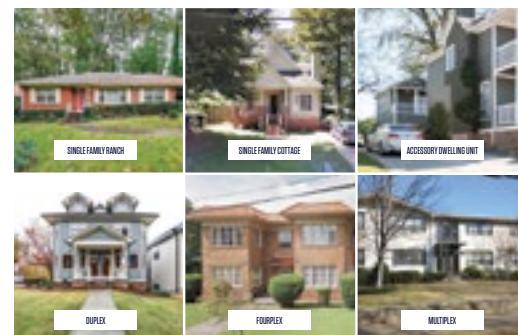 SINGLE FAMILY RANCH
SINGLE FAMILY COTTAGE
ACCESSORY DWELLING UNIT
DUPLEX
FOURPLEX
MULTIPLEX